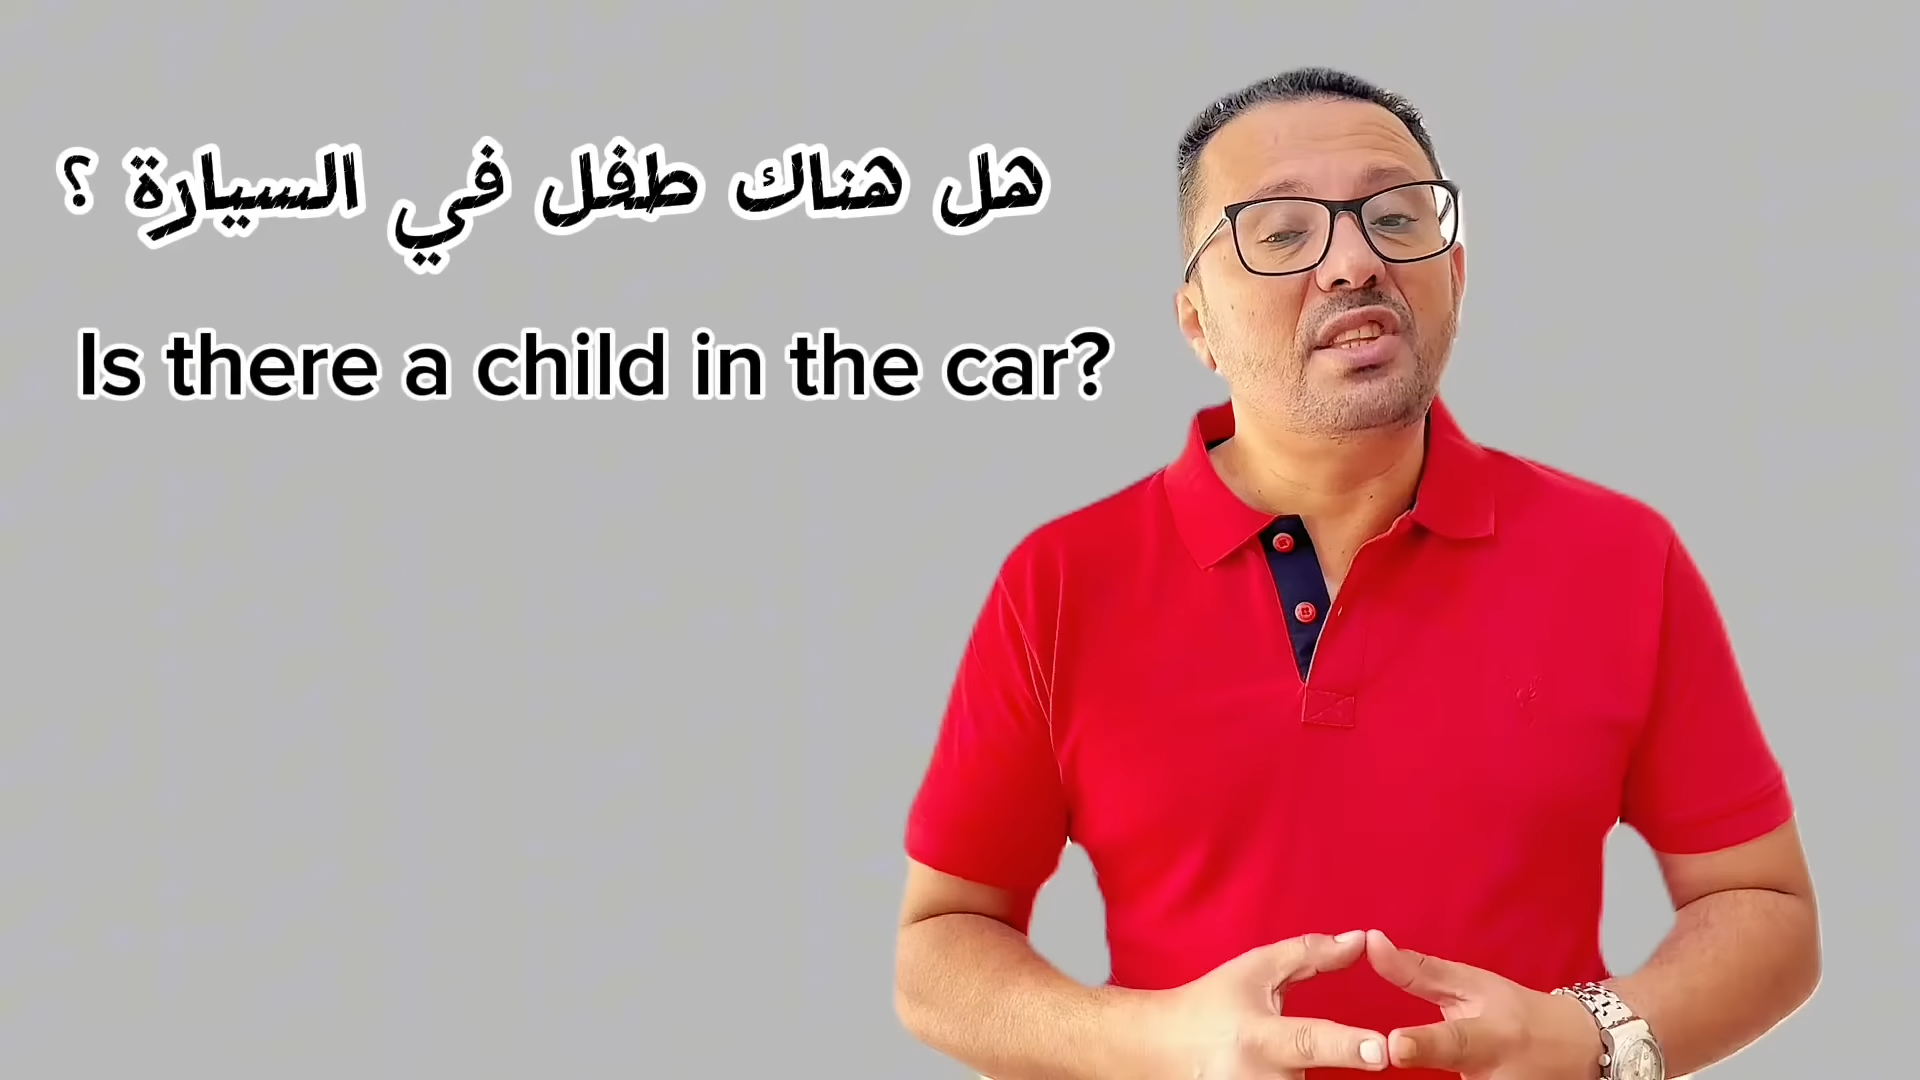 هل هناك طفل في السيارة ؟
Is there a child in the car?